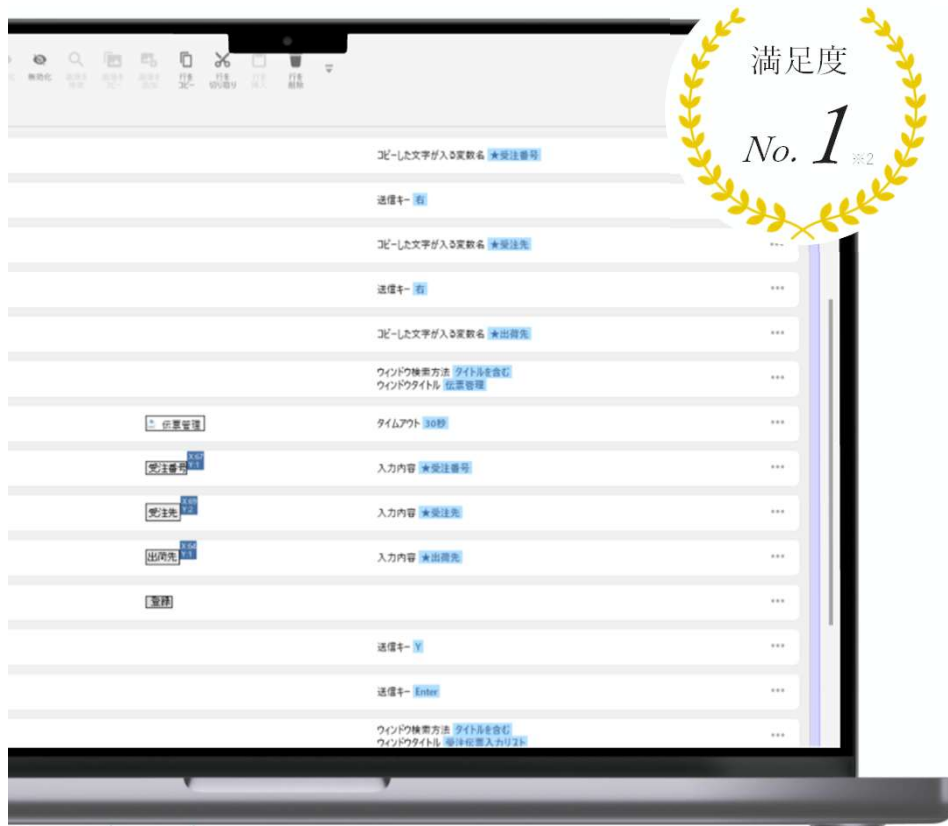 満足度
No. 1 ※2
無効化
行を
コピー
行を
切り取り
行を
削除
コピーした文字が入る変数名 ★受注番号
送信キー 右
コピーした文字が入る変数名 ★受注先
送信キー 右
コピーした文字が入る変数名 ★出荷先
ウィンドウ検索方法 タイトルを含む
ウィンドウタイトル 伝票管理
伝票管理 タイムアウト 30秒
受注番号 X:67 Y:1 入力内容 ★受注番号
受注先 X:69 Y:2 入力内容 ★受注先
出荷先 X:64 Y:1 入力内容 ★出荷先
登録
送信キー Y
送信キー Enter
ウィンドウ検索方法 タイトルを含む
ウィンドウタイトル 受注伝票入力リスト